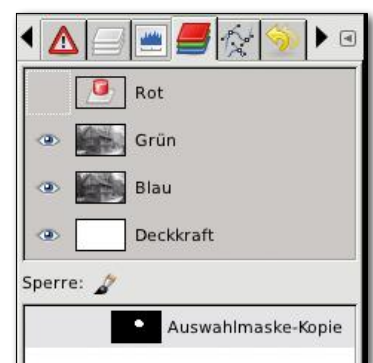 Rot
Grün
Blau
Deckkraft
Sperre:
Auswahlmaske-Kopie